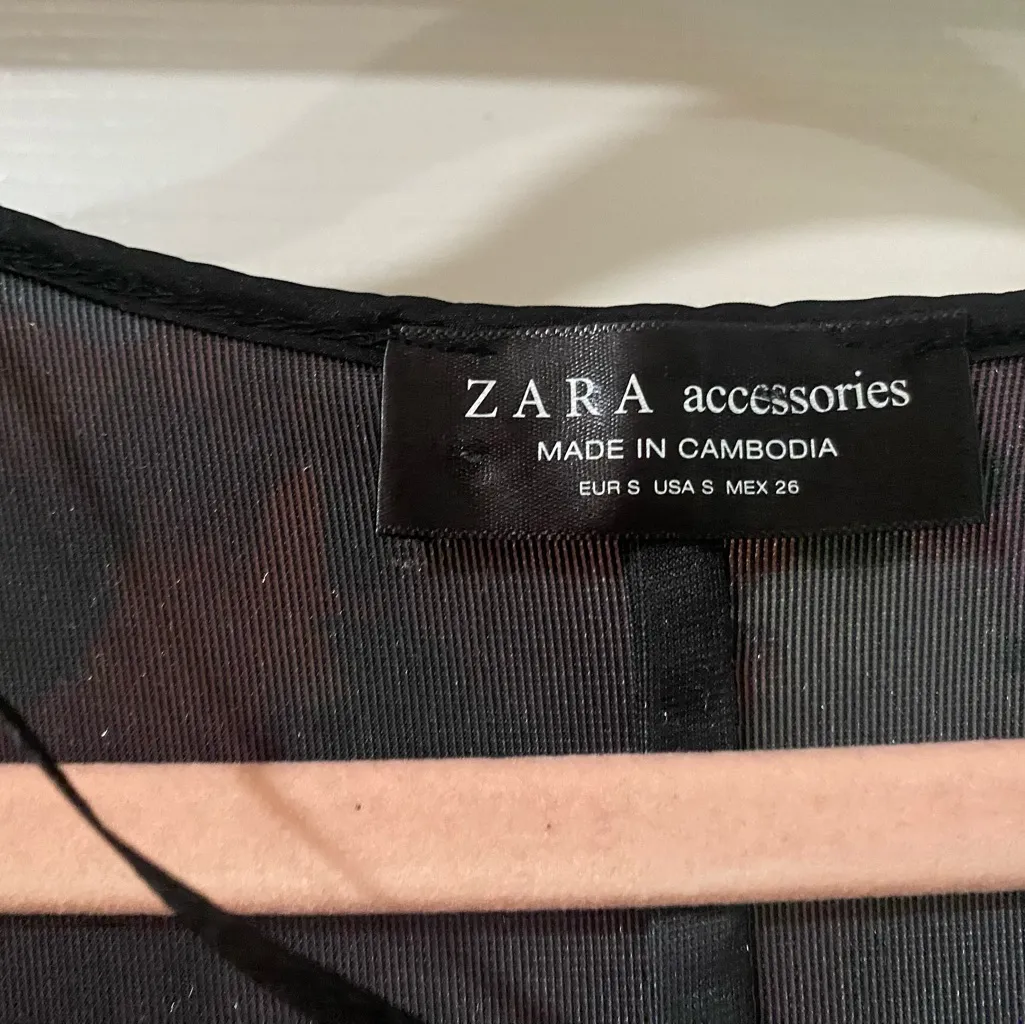 ZARA accessories
MADE IN CAMBODIA
EUR S USA S MEX 26